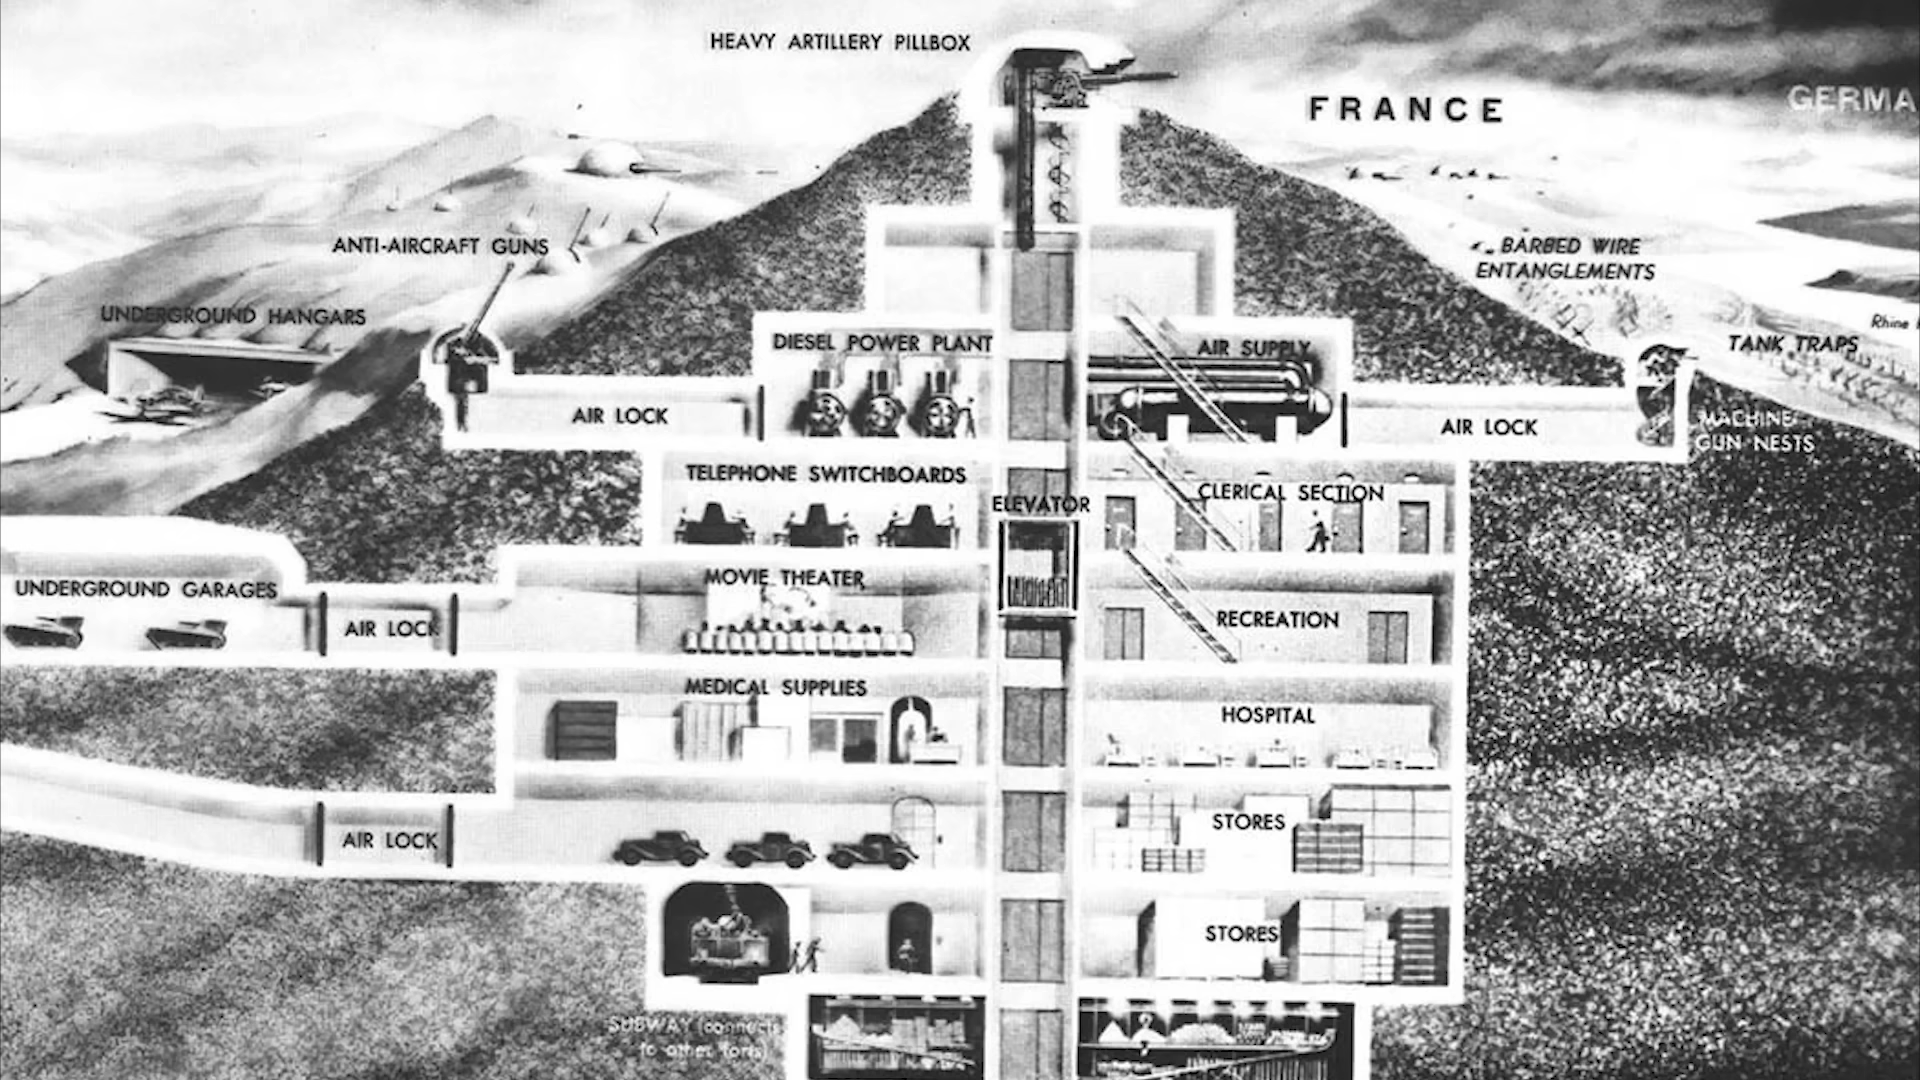 HEAVY ARTILLERY PILLBOX
FRANCE
GERMA
ANTI-AIRCRAFT GUNS
BARBED WIRE
ENTANGLEMENTS
UNDERGROUND HANGARS
Rhine
DIESEL POWER PLANT
AIR SUPPLY
TANK TRAPS
AIR LOCK
AIR LOCK
MACHINE
GUN NESTS
TELEPHONE SWITCHBOARDS
ELEVATOR
CLERICAL SECTION
UNDERGROUND GARAGES
AIR LOCK
MOVIE THEATER
RECREATION
MEDICAL SUPPLIES
HOSPITAL
AIR LOCK
STORES
STORES
SUBWAY (connects
to other forts)